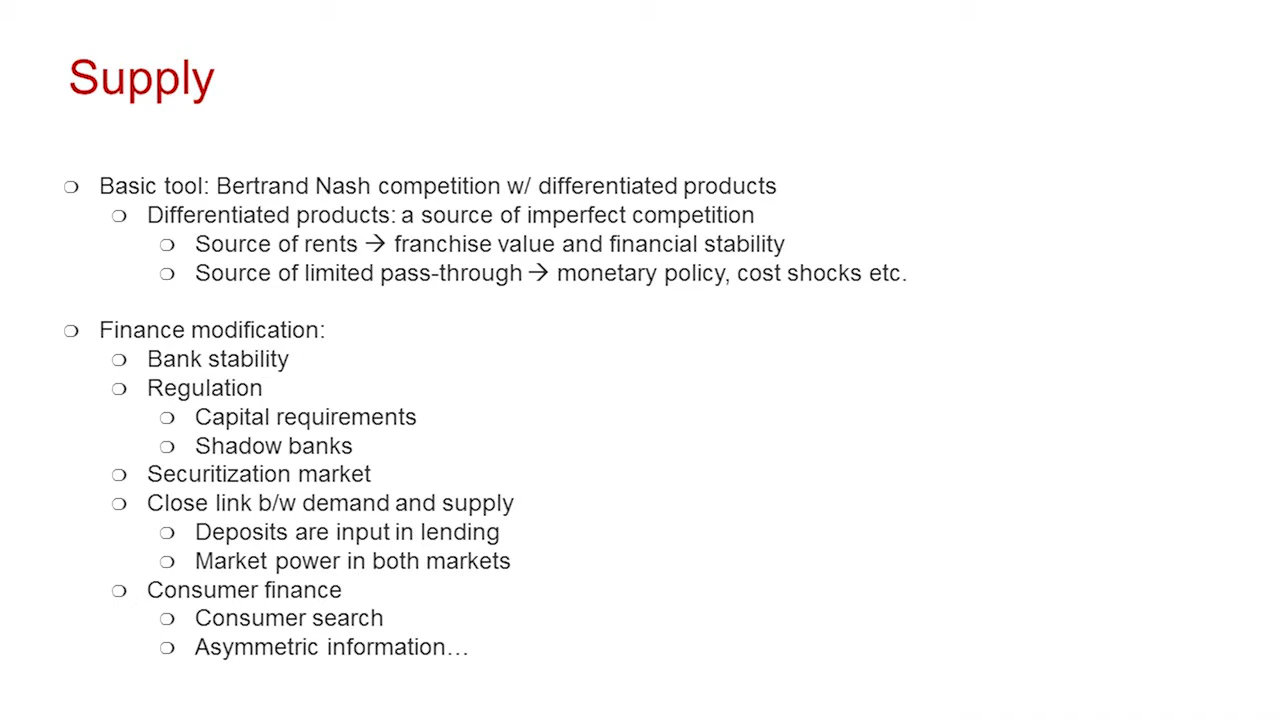 Supply
❍ Basic tool: Bertrand Nash competition w/ differentiated products
❍ Differentiated products: a source of imperfect competition
❍ Source of rents → franchise value and financial stability
❍ Source of limited pass-through → monetary policy, cost shocks etc.
❍ Finance modification:
❍ Bank stability
❍ Regulation
❍ Capital requirements
❍ Shadow banks
❍ Securitization market
❍ Close link b/w demand and supply
❍ Deposits are input in lending
❍ Market power in both markets
❍ Consumer finance
❍ Consumer search
❍ Asymmetric information…